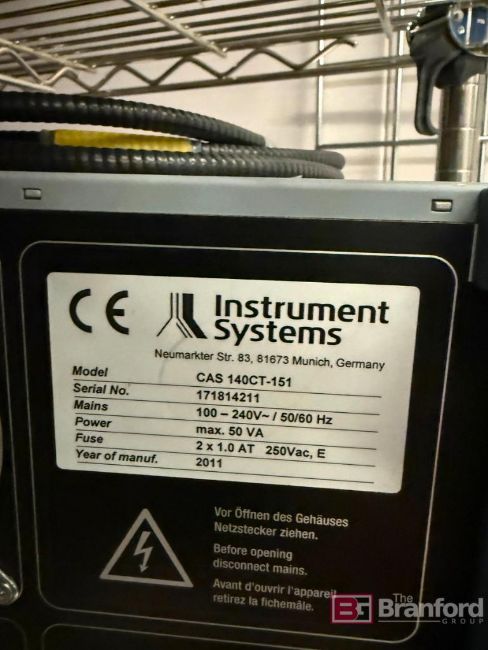 CE Instrument
Systems
Neumarkter Str. 83, 81673 Munich, Germany
Model CAS 140CT-151
Serial No. 171814211
Mains 100 – 240V~ / 50/60 Hz
Power max. 50 VA
Fuse 2 x 1.0 AT 250Vac, E
Year of manuf. 2011
Vor Öffnen des Gehäuses
Netzstecker ziehen.
Before opening
disconnect mains.
Avant d'ouvrir l'appareil
retirez la fichemâle.
BG The Branford
GROUP